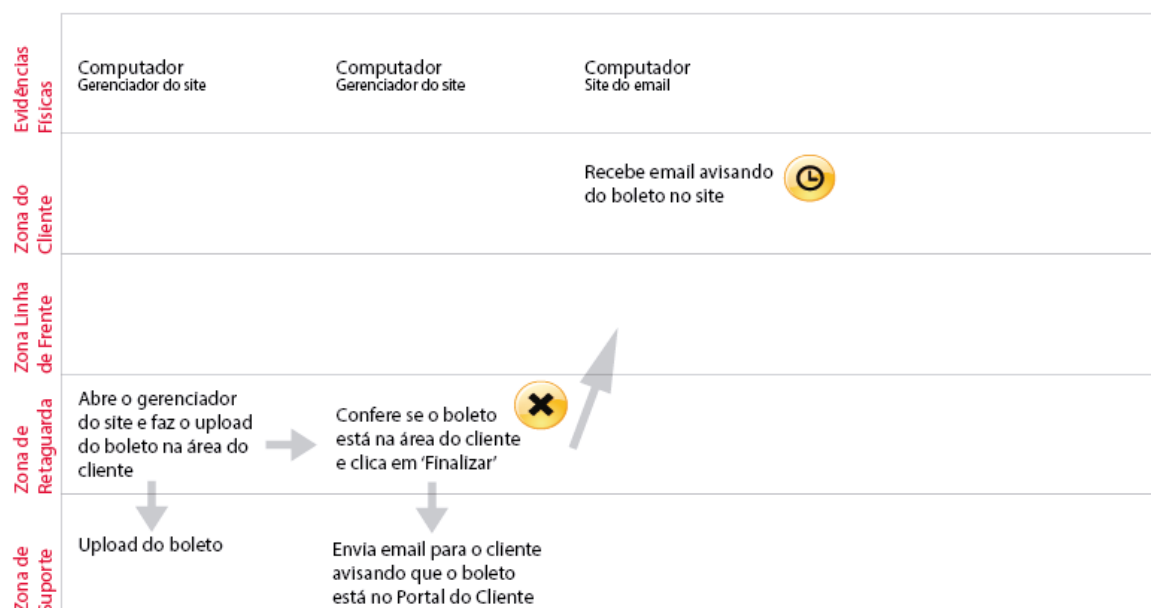 Evidências
Físicas
Computador
Gerenciador do site
Computador
Gerenciador do site
Computador
Site do email
Zona do
Cliente
Recebe email avisando
do boleto no site
Zona Linha
de Frente
Zona de
Retaguarda
Abre o gerenciador
do site e faz o upload
do boleto na área do
cliente
Confere se o boleto
está na área do cliente
e clica em ‘Finalizar’
Zona de
Suporte
Upload do boleto
Envia email para o cliente
avisando que o boleto
está no Portal do Cliente